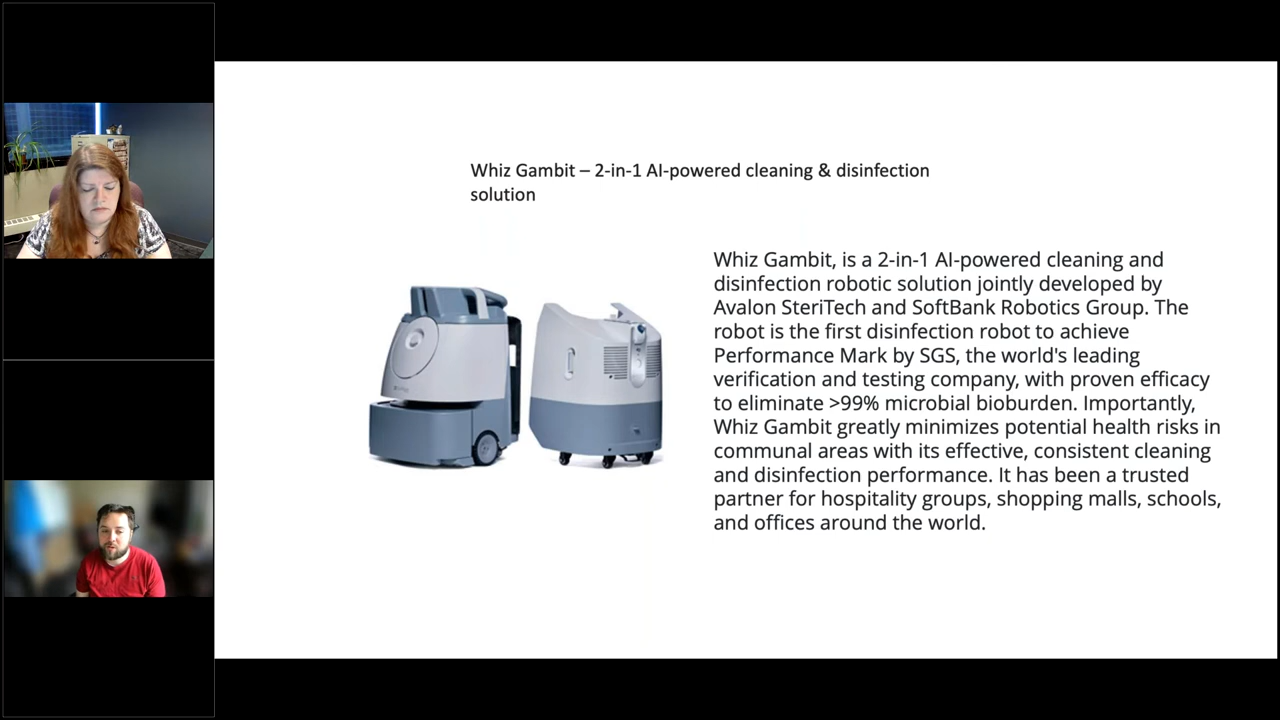 Whiz Gambit – 2-in-1 AI-powered cleaning & disinfection
solution
Whiz Gambit, is a 2-in-1 AI-powered cleaning and
disinfection robotic solution jointly developed by
Avalon SteriTech and SoftBank Robotics Group. The
robot is the first disinfection robot to achieve
Performance Mark by SGS, the world's leading
verification and testing company, with proven efficacy
to eliminate >99% microbial bioburden. Importantly,
Whiz Gambit greatly minimizes potential health risks in
communal areas with its effective, consistent cleaning
and disinfection performance. It has been a trusted
partner for hospitality groups, shopping malls, schools,
and offices around the world.